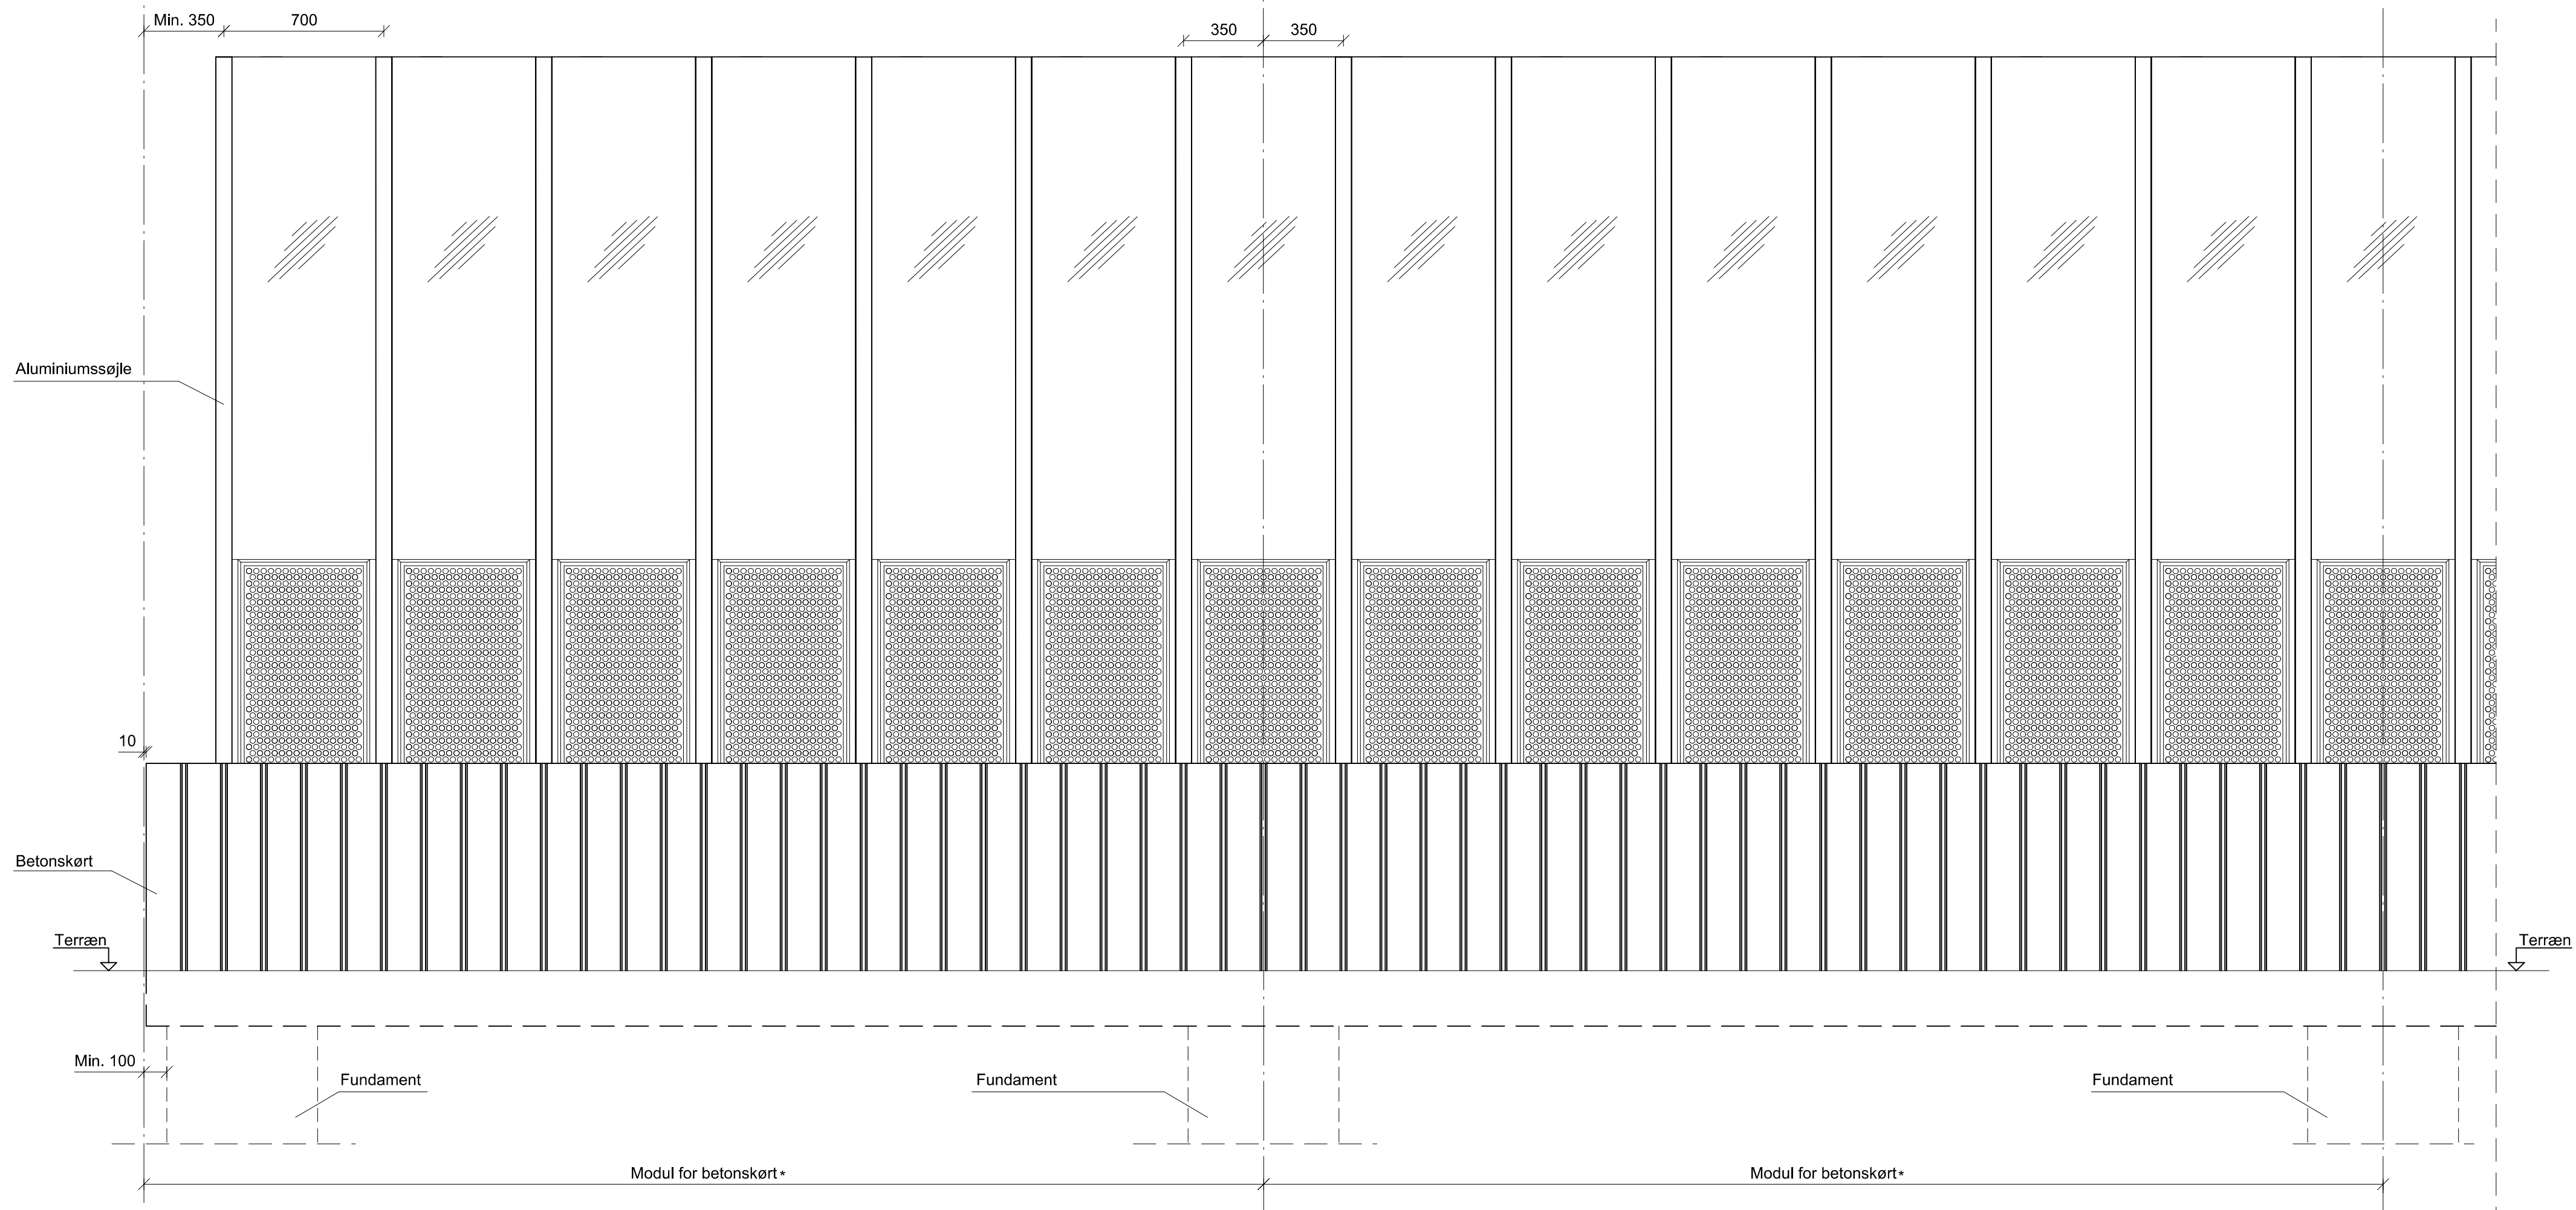 Min. 350
700
350
350
Aluminiumssøjle
10
Betonskørt
Terræn
Terræn
Min. 100
Fundament
Fundament
Fundament
Modul for betonskørt*
Modul for betonskørt*